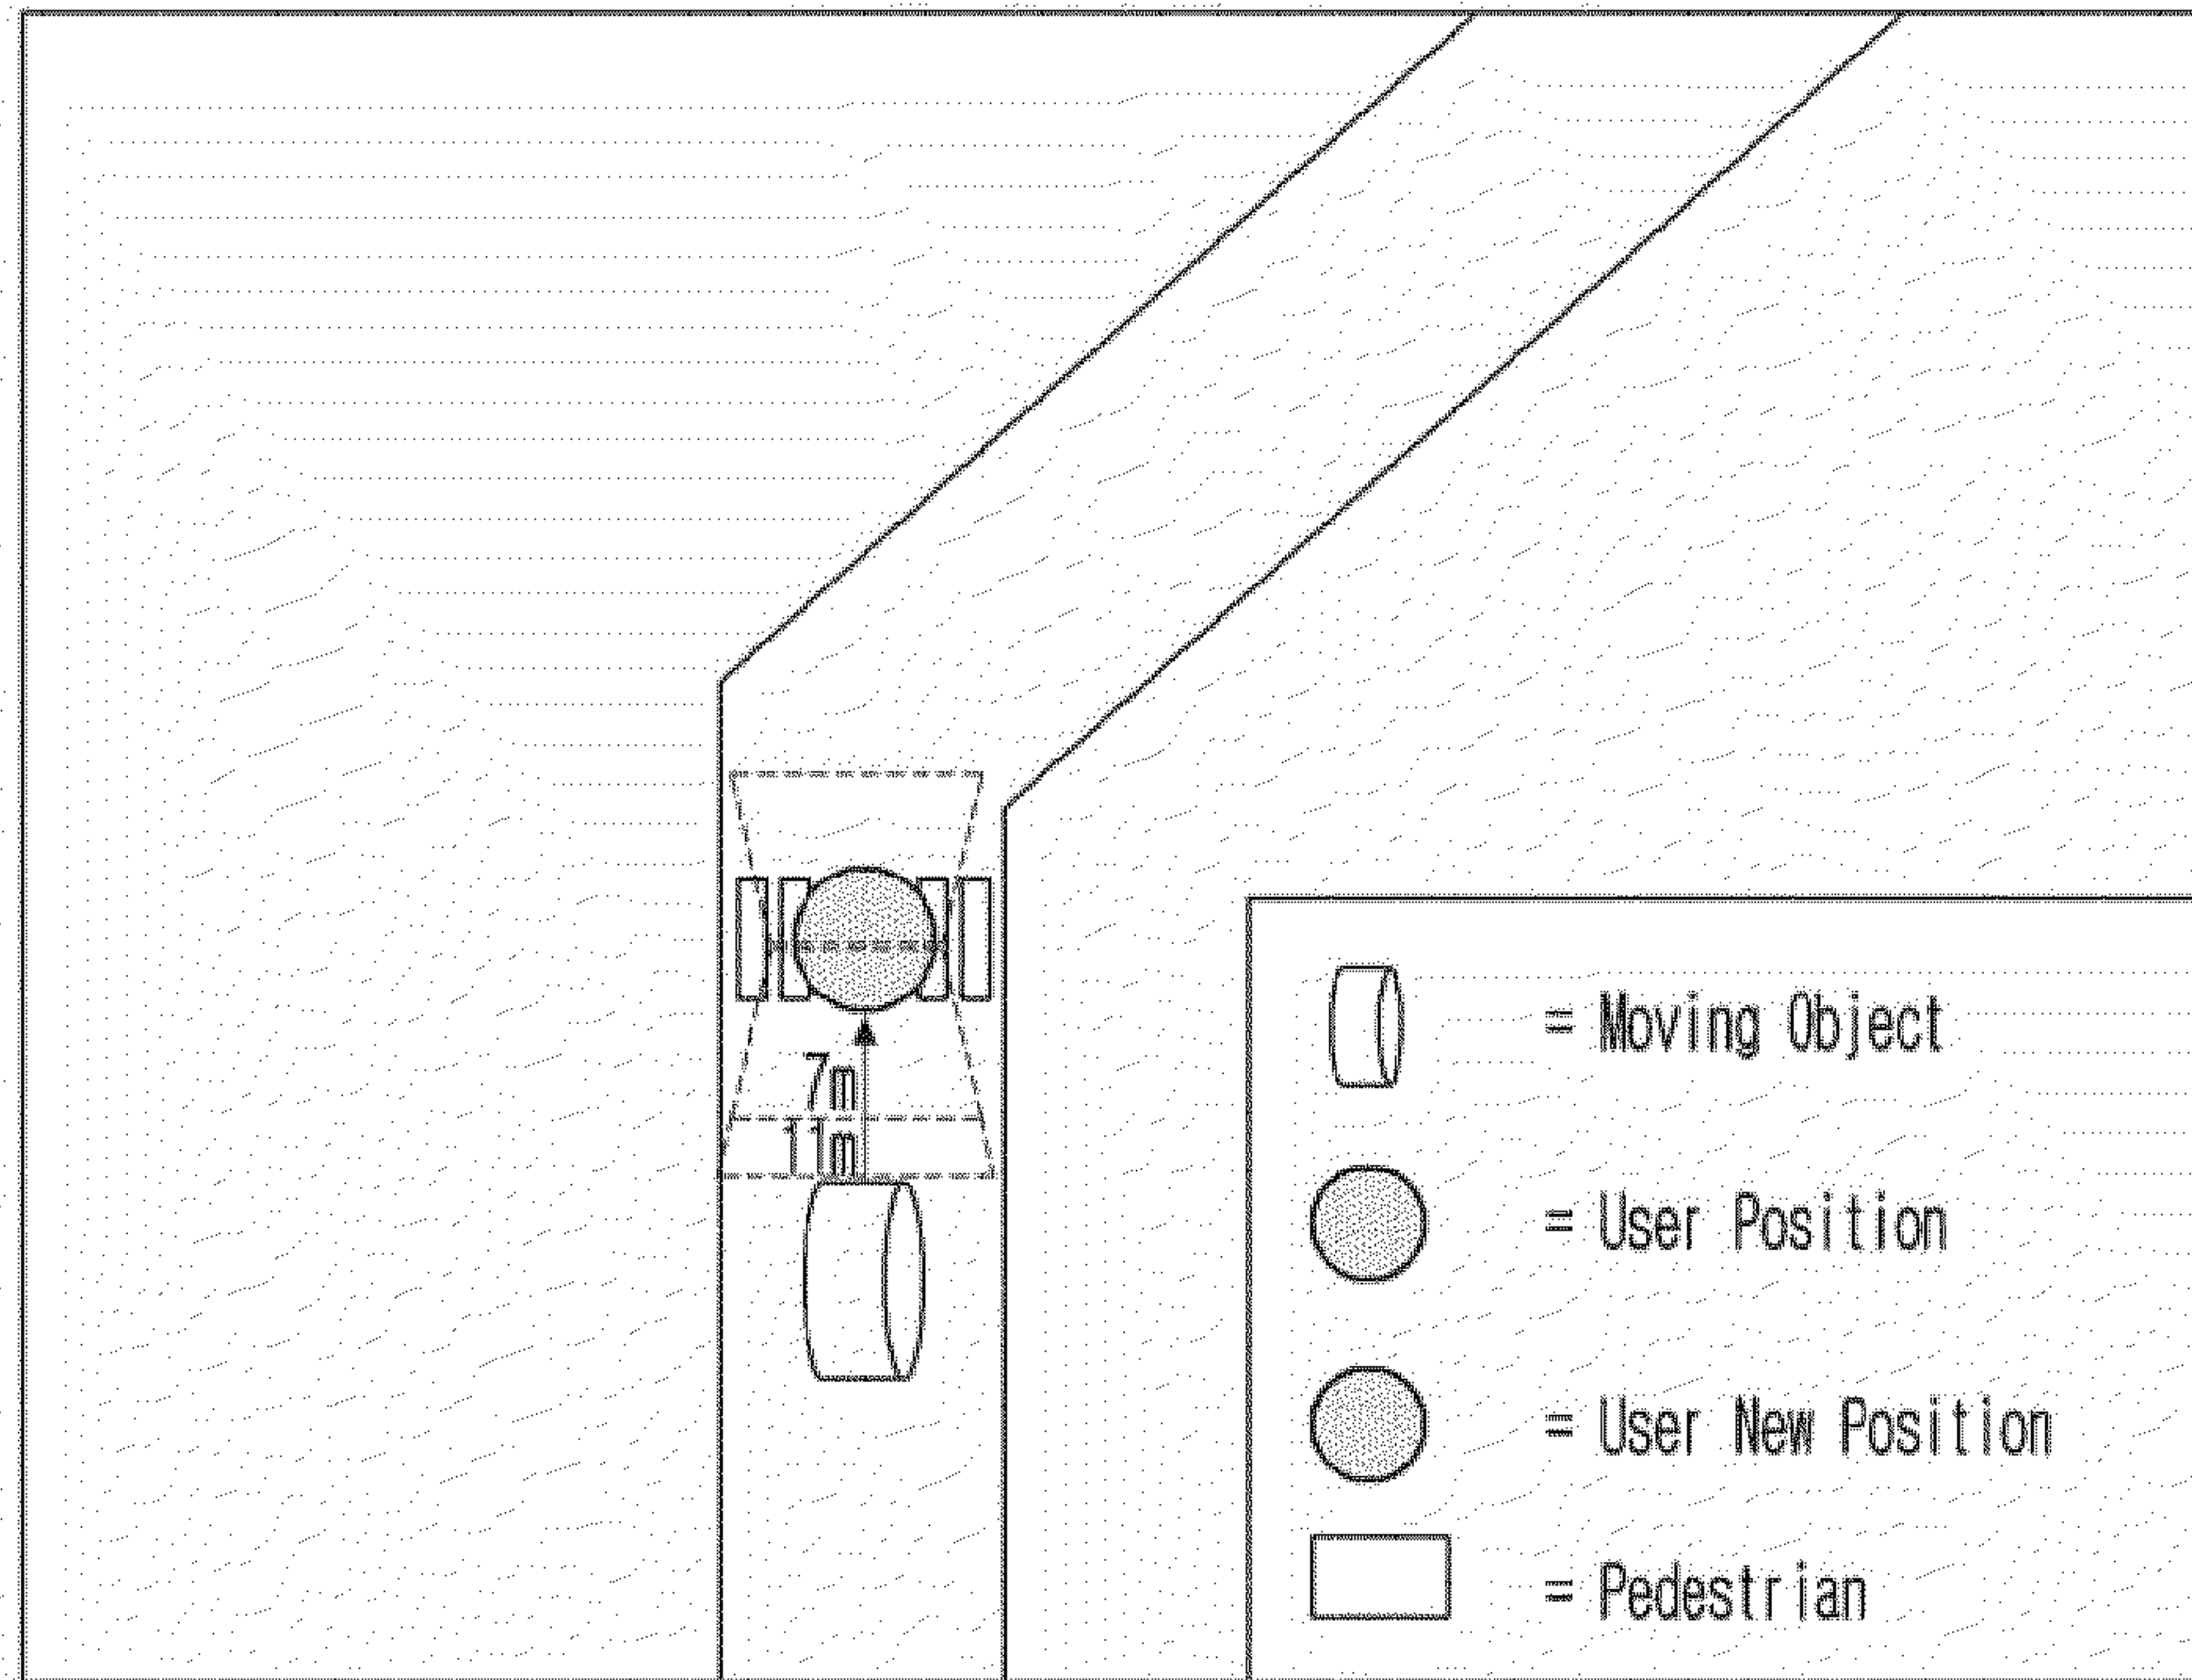 7m
11m
= Moving Object
= User Position
= User New Position
= Pedestrian